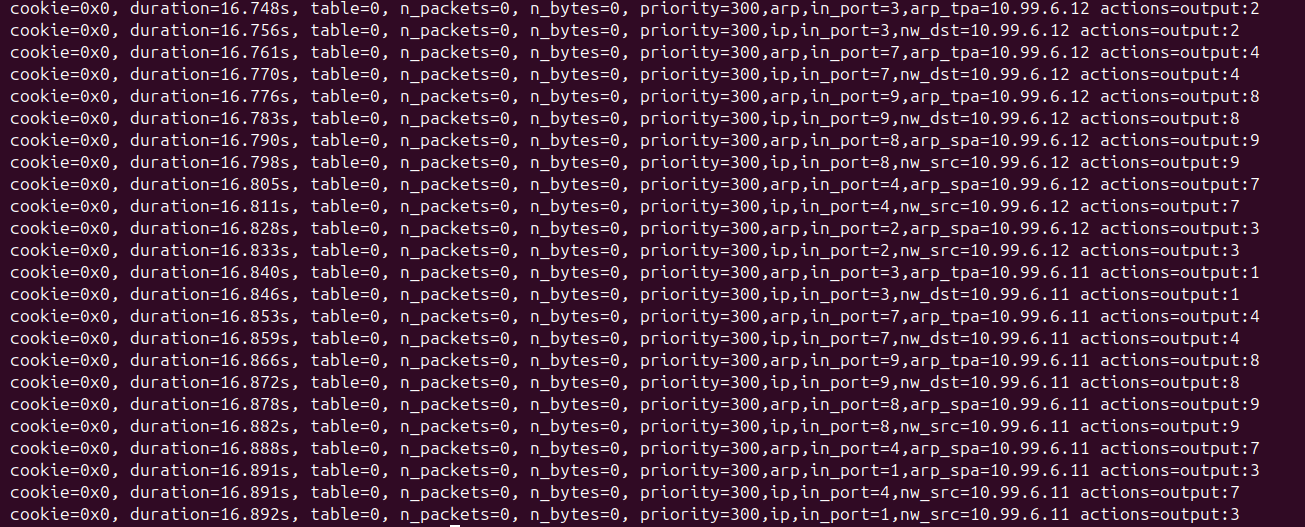 cookie=0x0, duration=16.748s, table=0, n_packets=0, n_bytes=0, priority=300,arp,in_port=3,arp_tpa=10.99.6.12 actions=output:2
cookie=0x0, duration=16.756s, table=0, n_packets=0, n_bytes=0, priority=300,ip,in_port=3,nw_dst=10.99.6.12 actions=output:2
cookie=0x0, duration=16.761s, table=0, n_packets=0, n_bytes=0, priority=300,arp,in_port=7,arp_tpa=10.99.6.12 actions=output:4
cookie=0x0, duration=16.770s, table=0, n_packets=0, n_bytes=0, priority=300,ip,in_port=7,nw_dst=10.99.6.12 actions=output:4
cookie=0x0, duration=16.776s, table=0, n_packets=0, n_bytes=0, priority=300,arp,in_port=9,arp_tpa=10.99.6.12 actions=output:8
cookie=0x0, duration=16.783s, table=0, n_packets=0, n_bytes=0, priority=300,ip,in_port=9,nw_dst=10.99.6.12 actions=output:8
cookie=0x0, duration=16.790s, table=0, n_packets=0, n_bytes=0, priority=300,arp,in_port=8,arp_spa=10.99.6.12 actions=output:9
cookie=0x0, duration=16.798s, table=0, n_packets=0, n_bytes=0, priority=300,ip,in_port=8,nw_src=10.99.6.12 actions=output:9
cookie=0x0, duration=16.805s, table=0, n_packets=0, n_bytes=0, priority=300,arp,in_port=4,arp_spa=10.99.6.12 actions=output:7
cookie=0x0, duration=16.811s, table=0, n_packets=0, n_bytes=0, priority=300,ip,in_port=4,nw_src=10.99.6.12 actions=output:7
cookie=0x0, duration=16.828s, table=0, n_packets=0, n_bytes=0, priority=300,arp,in_port=2,arp_spa=10.99.6.12 actions=output:3
cookie=0x0, duration=16.833s, table=0, n_packets=0, n_bytes=0, priority=300,ip,in_port=2,nw_src=10.99.6.12 actions=output:3
cookie=0x0, duration=16.840s, table=0, n_packets=0, n_bytes=0, priority=300,arp,in_port=3,arp_tpa=10.99.6.11 actions=output:1
cookie=0x0, duration=16.846s, table=0, n_packets=0, n_bytes=0, priority=300,ip,in_port=3,nw_dst=10.99.6.11 actions=output:1
cookie=0x0, duration=16.853s, table=0, n_packets=0, n_bytes=0, priority=300,arp,in_port=7,arp_tpa=10.99.6.11 actions=output:4
cookie=0x0, duration=16.859s, table=0, n_packets=0, n_bytes=0, priority=300,ip,in_port=7,nw_dst=10.99.6.11 actions=output:4
cookie=0x0, duration=16.866s, table=0, n_packets=0, n_bytes=0, priority=300,arp,in_port=9,arp_tpa=10.99.6.11 actions=output:8
cookie=0x0, duration=16.872s, table=0, n_packets=0, n_bytes=0, priority=300,ip,in_port=9,nw_dst=10.99.6.11 actions=output:8
cookie=0x0, duration=16.878s, table=0, n_packets=0, n_bytes=0, priority=300,arp,in_port=8,arp_spa=10.99.6.11 actions=output:9
cookie=0x0, duration=16.882s, table=0, n_packets=0, n_bytes=0, priority=300,ip,in_port=8,nw_src=10.99.6.11 actions=output:9
cookie=0x0, duration=16.888s, table=0, n_packets=0, n_bytes=0, priority=300,arp,in_port=4,arp_spa=10.99.6.11 actions=output:7
cookie=0x0, duration=16.891s, table=0, n_packets=0, n_bytes=0, priority=300,arp,in_port=1,arp_spa=10.99.6.11 actions=output:3
cookie=0x0, duration=16.891s, table=0, n_packets=0, n_bytes=0, priority=300,ip,in_port=4,nw_src=10.99.6.11 actions=output:7
cookie=0x0, duration=16.892s, table=0, n_packets=0, n_bytes=0, priority=300,ip,in_port=1,nw_src=10.99.6.11 actions=output:3